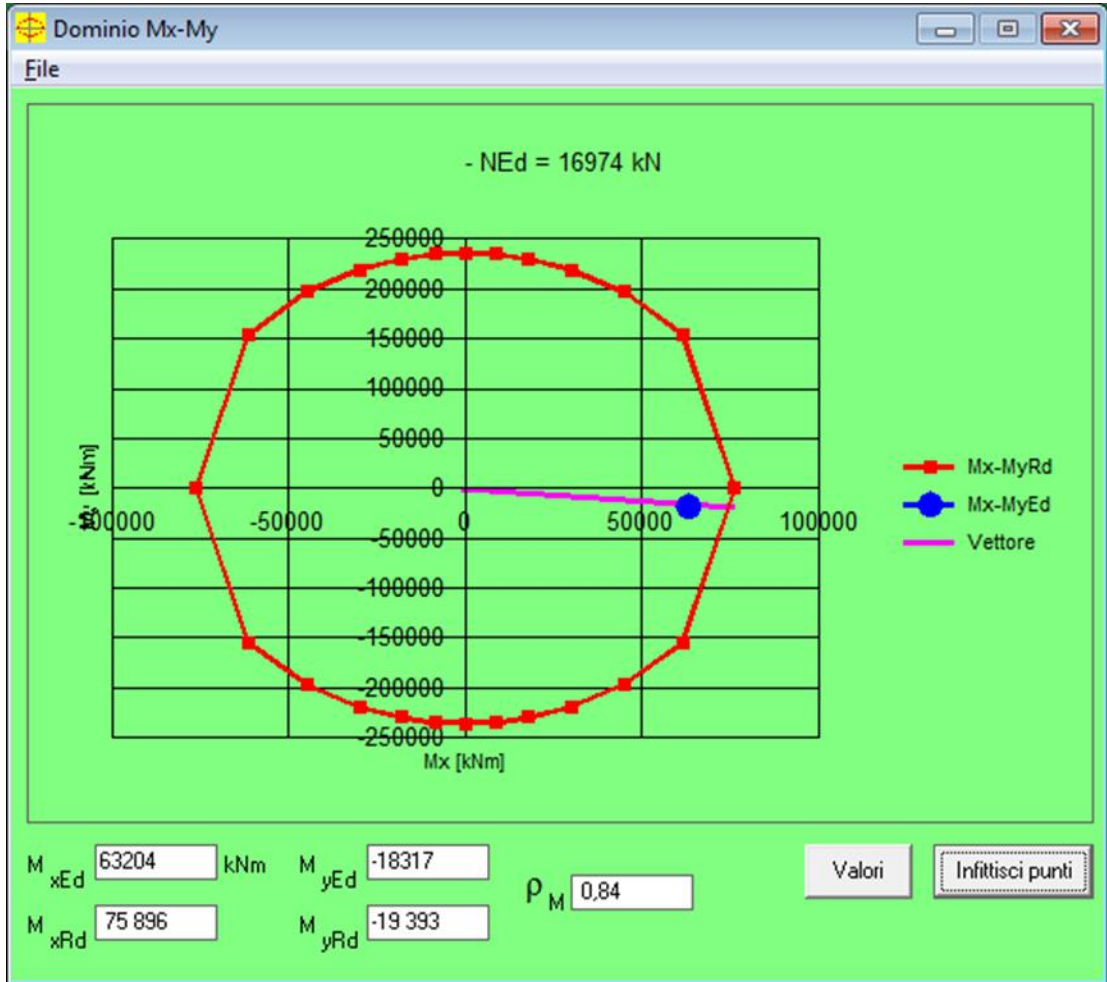 Dominio Mx-My
File
- NEd = 16974 kN
250000
200000
150000
100000
50000
0
-50000
-100000
-150000
-200000
-250000
-50000
0
50000
100000
[kNm]
Mx [kNm]
Mx-MyRd
Mx-MyEd
Vettore
M xEd 63204 kNm M yEd -18317
M xRd 75 896 M yRd -19 393
ρ M 0,84
Valori
Infittisci punti